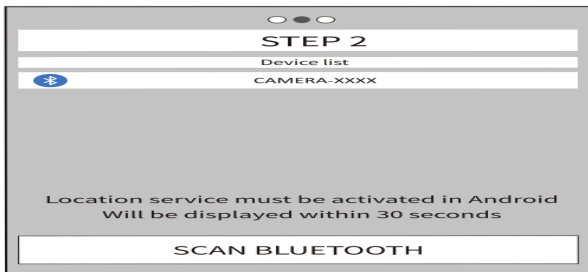 STEP 2
Device list
CAMERA-XXXX
Location service must be activated in Android
Will be displayed within 30 seconds
SCAN BLUETOOTH